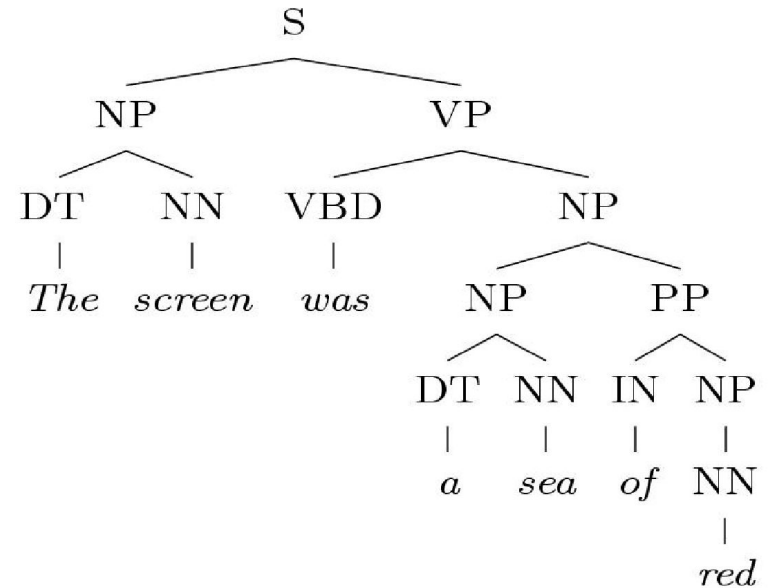 S
NP VP
DT NN VBD NP
The screen was NP PP
DT NN IN NP
a sea of NN
red